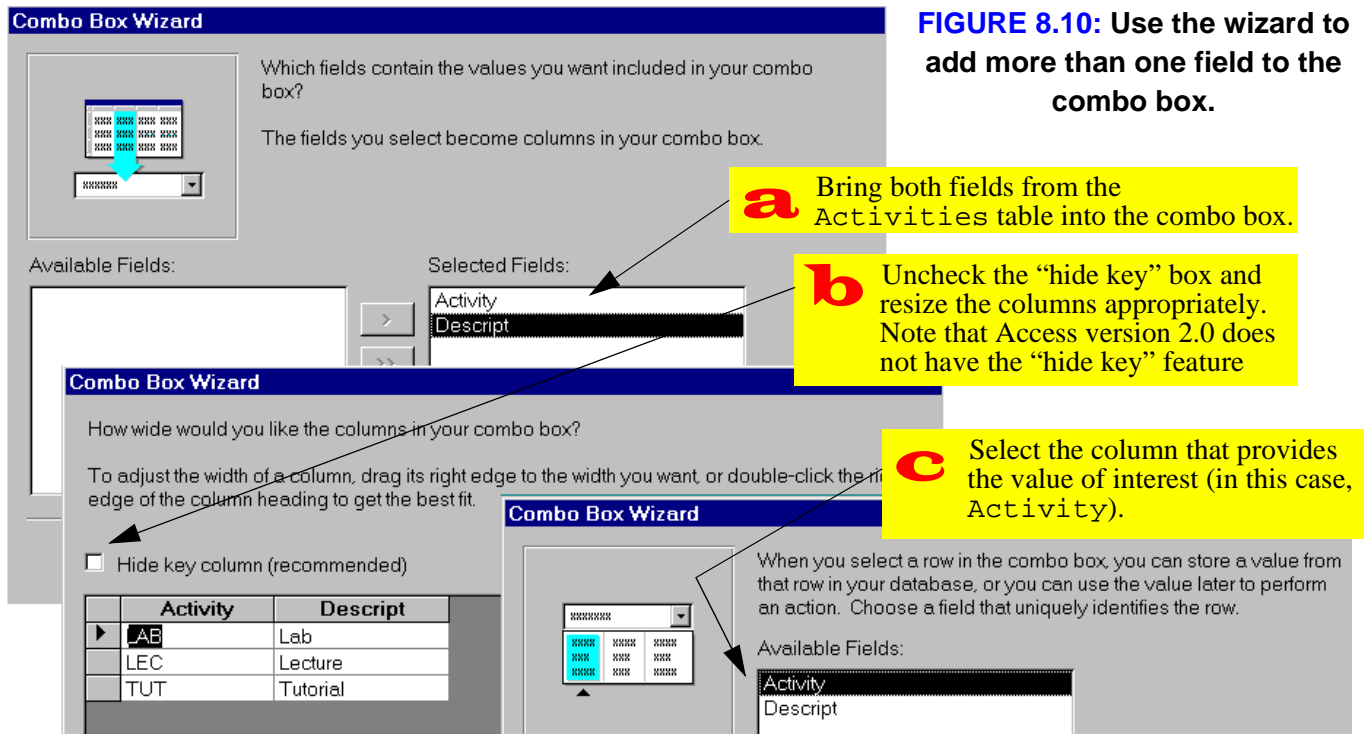 Combo Box Wizard
FIGURE 8.10: Use the wizard to
add more than one field to the
combo box.
Which fields contain the values you want included in your combo
box?
The fields you select become columns in your combo box.
a
Bring both fields from the
Activities table into the combo box.
Available Fields:
Selected Fields:
Activity
Descript
>
>>
b
Uncheck the “hide key” box and
resize the columns appropriately.
Note that Access version 2.0 does
not have the “hide key” feature
Combo Box Wizard
How wide would you like the columns in your combo box?
To adjust the width of a column, drag its right edge to the width you want, or double-click the
edge of the column heading to get the best fit.
Hide key column (recommended)
Activity Descript
LAB Lab
LEC Lecture
TUT Tutorial
c
Select the column that provides
the value of interest (in this case,
Activity).
Combo Box Wizard
When you select a row in the combo box, you can store a value from
that row in your database, or you can use the value later to perform
an action. Choose a field that uniquely identifies the row.
Available Fields:
Activity
Descript